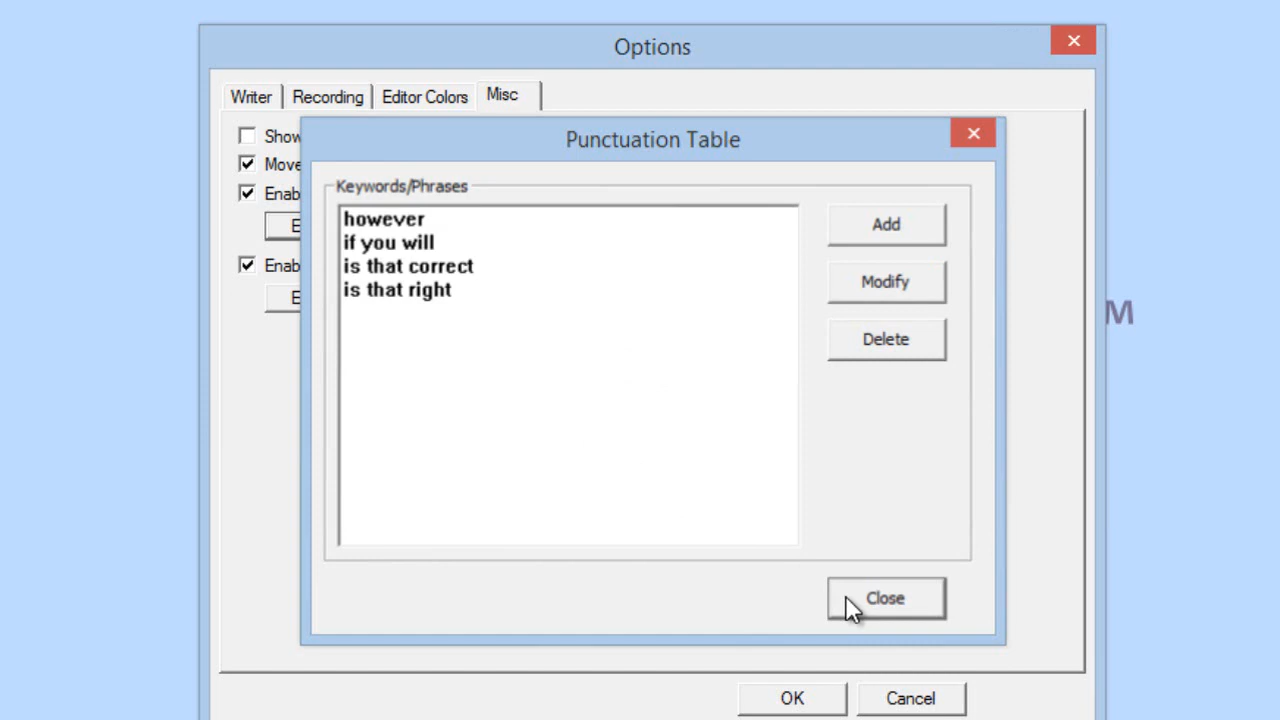 Options
Writer
Recording
Editor Colors
Misc
Punctuation Table
Show
Move
Enab
E
Enab
E
Keywords/Phrases
however
if you will
is that correct
is that right
Add
Modify
Delete
Close
M
OK
Cancel